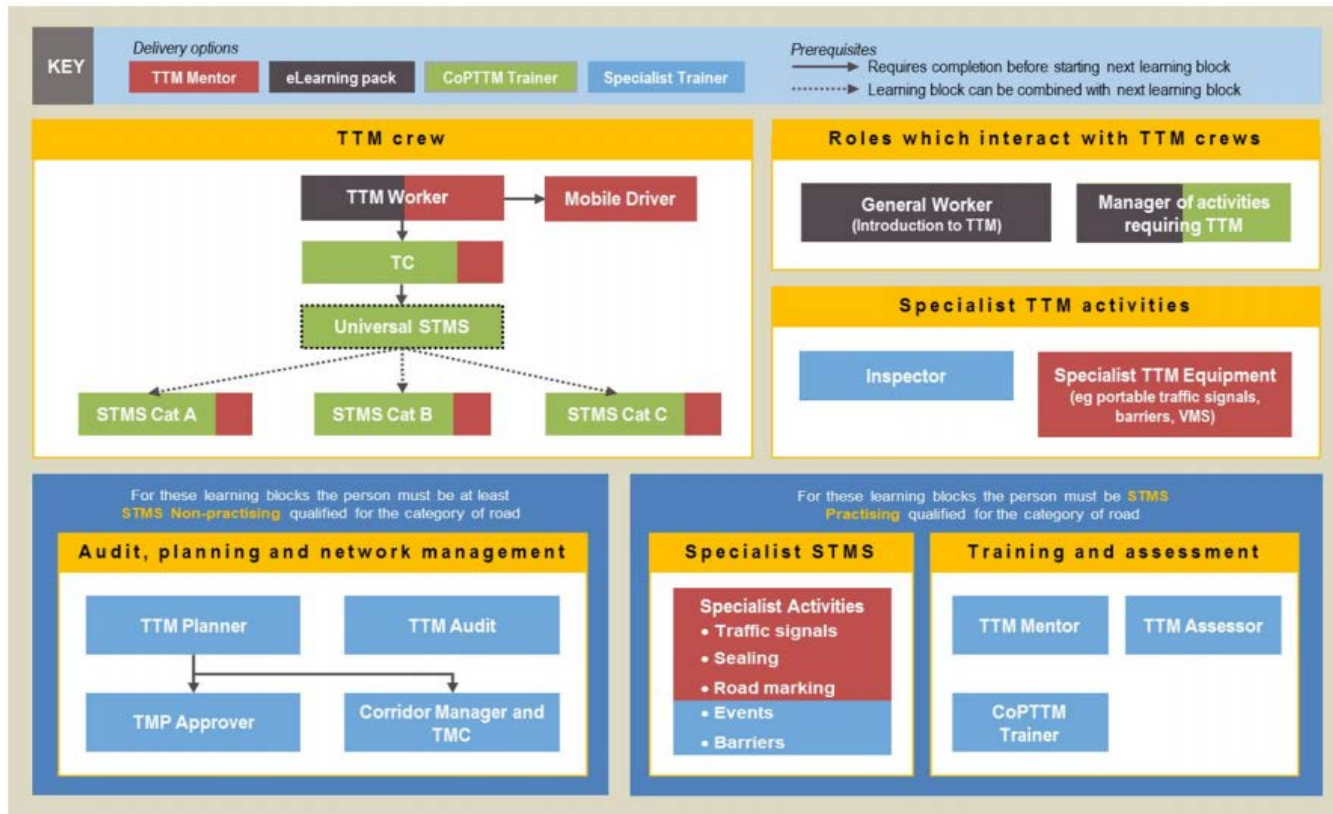 KEY
Delivery options
TTM Mentor
eLearning pack
CoPTTM Trainer
Specialist Trainer
Prerequisites
Requires completion before starting next learning block
Learning block can be combined with next learning block
TTM crew
TTM Worker
Mobile Driver
TC
Universal STMS
STMS Cat A
STMS Cat B
STMS Cat C
Roles which interact with TTM crews
General Worker
(Introduction to TTM)
Manager of activities
requiring TTM
Specialist TTM activities
Inspector
Specialist TTM Equipment
(eg portable traffic signals,
barriers, VMS)
For these learning blocks the person must be at least
STMS Non-practising qualified for the category of road
Audit, planning and network management
TTM Planner
TTM Audit
TMP Approver
Corridor Manager and
TMC
For these learning blocks the person must be STMS
Practising qualified for the category of road
Specialist STMS
Specialist Activities
• Traffic signals
• Sealing
• Road marking
• Events
• Barriers
Training and assessment
TTM Mentor
TTM Assessor
CoPTTM
Trainer